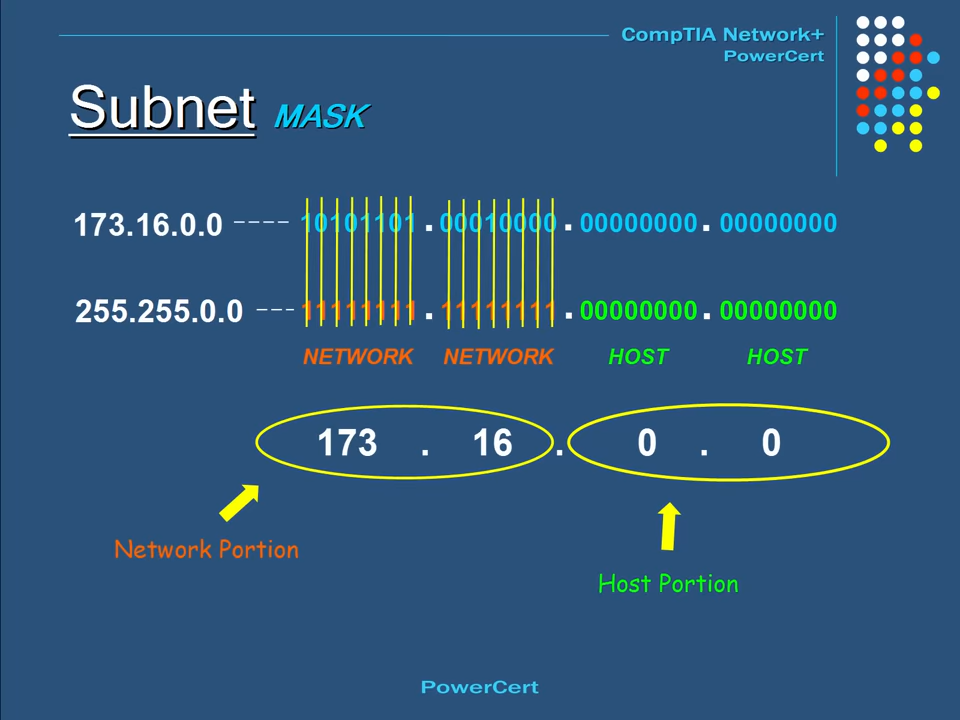 CompTIA Network+
PowerCert
Subnet MASK
173.16.0.0 ---- 10101101 . 00010000 . 00000000 . 00000000
255.255.0.0 --- 11111111 . 11111111 . 00000000 . 00000000
NETWORK NETWORK HOST HOST
173 . 16 . 0 . 0
Network Portion
Host Portion
PowerCert